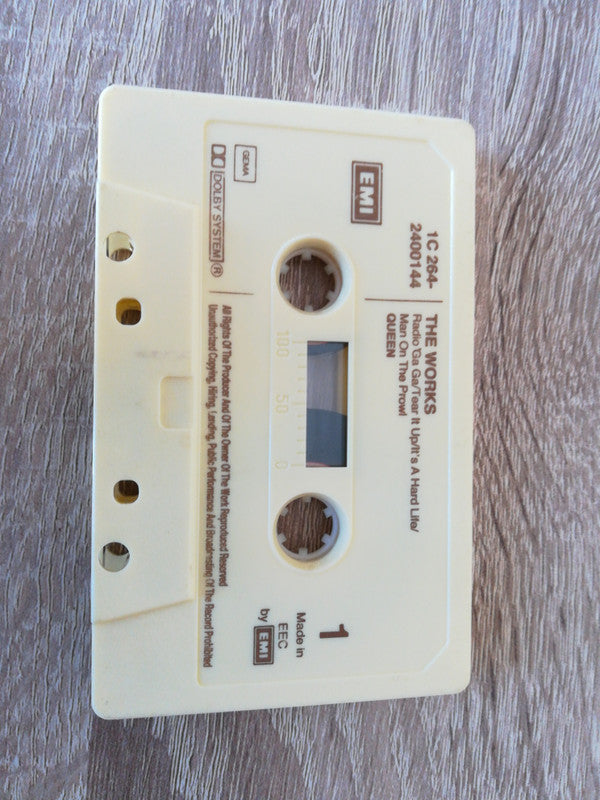 EMI
1C 264-
2400144
THE WORKS
Radio 'Ga Ga/Tear It Up/It's A Hard Life/
Man On The Prowl
QUEEN
GEMA
DOLBY SYSTEM®
100 50 0
1
Made in
EEC
by EMI
All Rights Of The Producer And Of The Owner Of The Work Reproduced Reserved
Unauthorized Copying, Hiring, Lending, Public Performance And Broadcasting Of The Record Prohibited